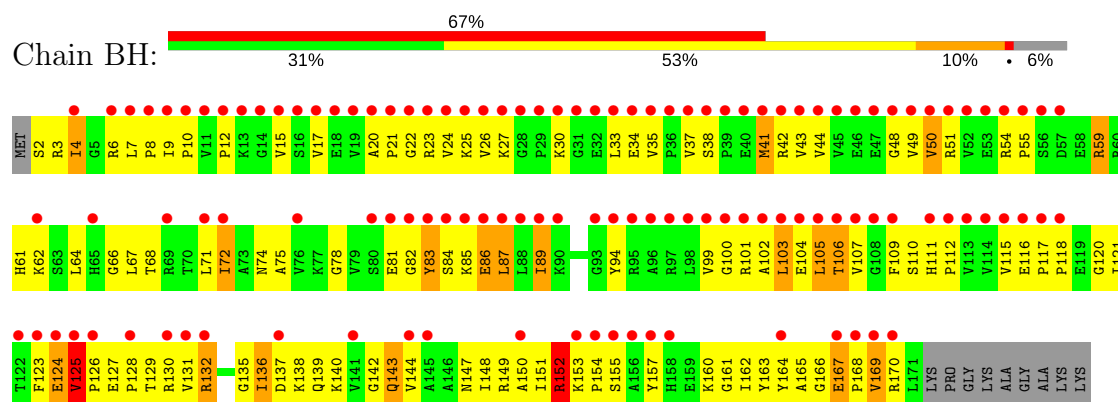 67%
Chain BH:
31% 53% 10% • 6%
MET S2 R3 I4 G5 R6 L7 P8 I9 P10 V11 P12 K13 G14 V15 S16 V17 E18 V19 A20 P21 G22 R23 V24 K25 V26 K27 G28 P29 K30 G31 E32 L33 E34 V35 P36 V37 S38 P39 E40 M41 R42 V43 V44 V45 E46 E47 G48 V49 V50 R51 V52 E53 R54 P55 S56 D57 E58 R59 R60
H61 K62 S63 L64 H65 G66 L67 T68 R69 T70 L71 I72 A73 N74 A75 V76 K77 G78 V79 S80 E81 G82 Y83 S84 K85 E86 L87 L88 I89 K90 G93 Y94 R95 A96 R97 L98 V99 G100 R101 A102 L103 E104 L105 T106 V107 G108 F109 S110 H111 P112 V113 V114 V115 E116 P117 P118 E119 G120 I121
T122 F123 E124 V125 P126 E127 P128 T129 R130 V131 R132 G135 I136 D137 K138 Q139 K140 V141 G142 Q143 V144 A145 A146 N147 I148 R149 A150 I151 R152 K153 P154 S155 A156 Y157 H158 E159 K160 G161 I162 Y163 Y164 A165 G166 E167 P168 V169 R170 L171 LYS PRO GLY LYS ALA GLY ALA LYS LYS